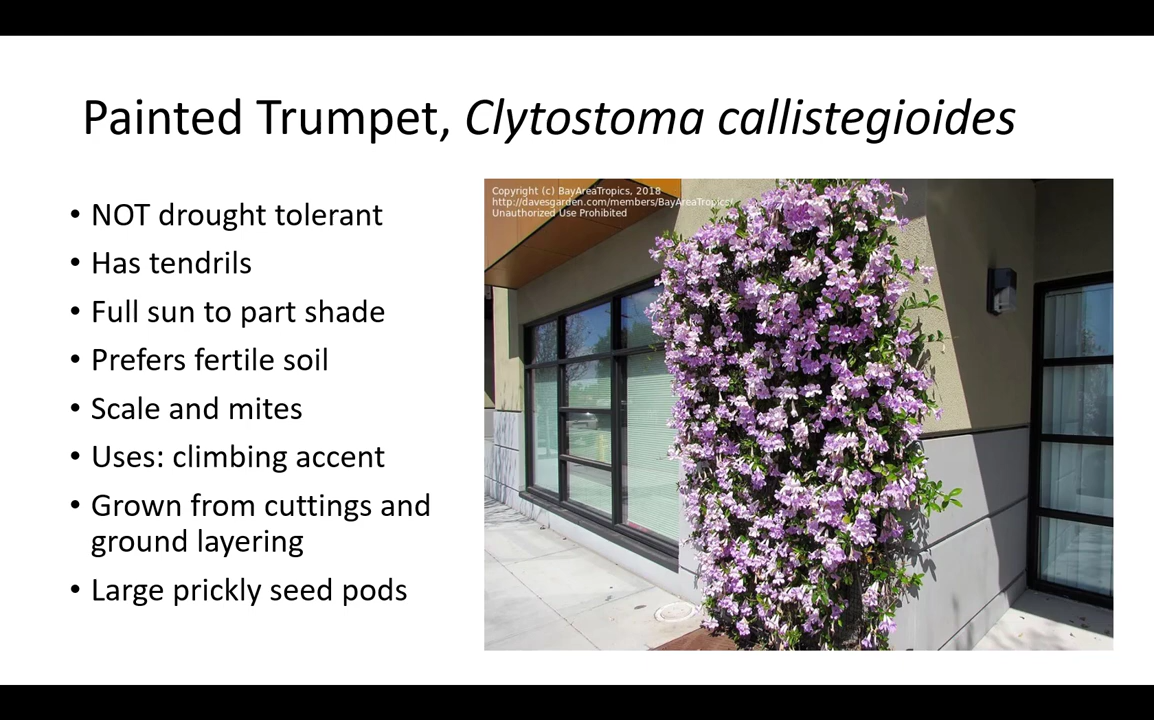 Painted Trumpet, Clytostoma callistegioides
• NOT drought tolerant
• Has tendrils
• Full sun to part shade
• Prefers fertile soil
• Scale and mites
• Uses: climbing accent
• Grown from cuttings and
ground layering
• Large prickly seed pods
Copyright (c) BayAreaTropics, 2018
http://davesgarden.com/members/BayAreaTropics/
Unauthorized Use Prohibited